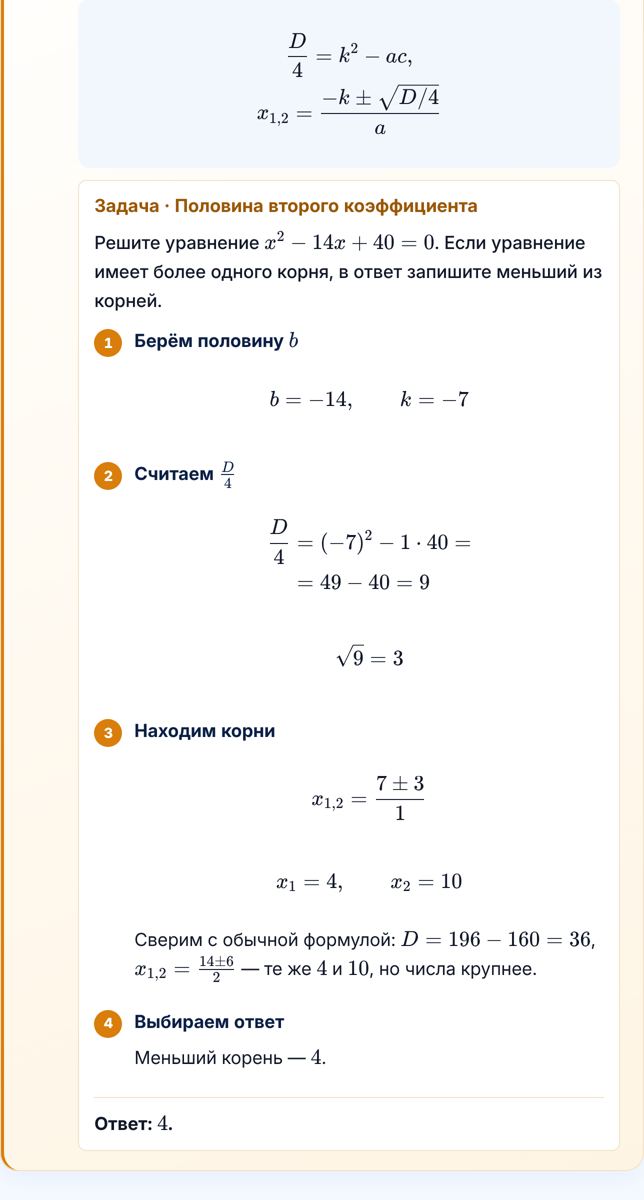 D/4 = k² − ac,
x₁,₂ = (−k ± √(D/4)) / a
Задача · Половина второго коэффициента
Решите уравнение x² − 14x + 40 = 0. Если уравнение
имеет более одного корня, в ответ запишите меньший из
корней.
1 Берём половину b
b = −14, k = −7
2 Считаем D/4
D/4 = (−7)² − 1 · 40 =
= 49 − 40 = 9
√9 = 3
3 Находим корни
x₁,₂ = (7 ± 3) / 1
x₁ = 4, x₂ = 10
Сверим с обычной формулой: D = 196 − 160 = 36,
x₁,₂ = (14±6)/2 — те же 4 и 10, но числа крупнее.
4 Выбираем ответ
Меньший корень — 4.
Ответ: 4.